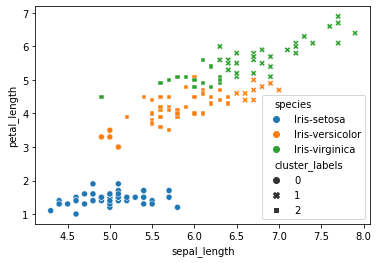 7
6
5
4
3
2
1
petal_length
4.5 5.0 5.5 6.0 6.5 7.0 7.5 8.0
sepal_length
species
Iris-setosa
Iris-versicolor
Iris-virginica
cluster_labels
0
1
2